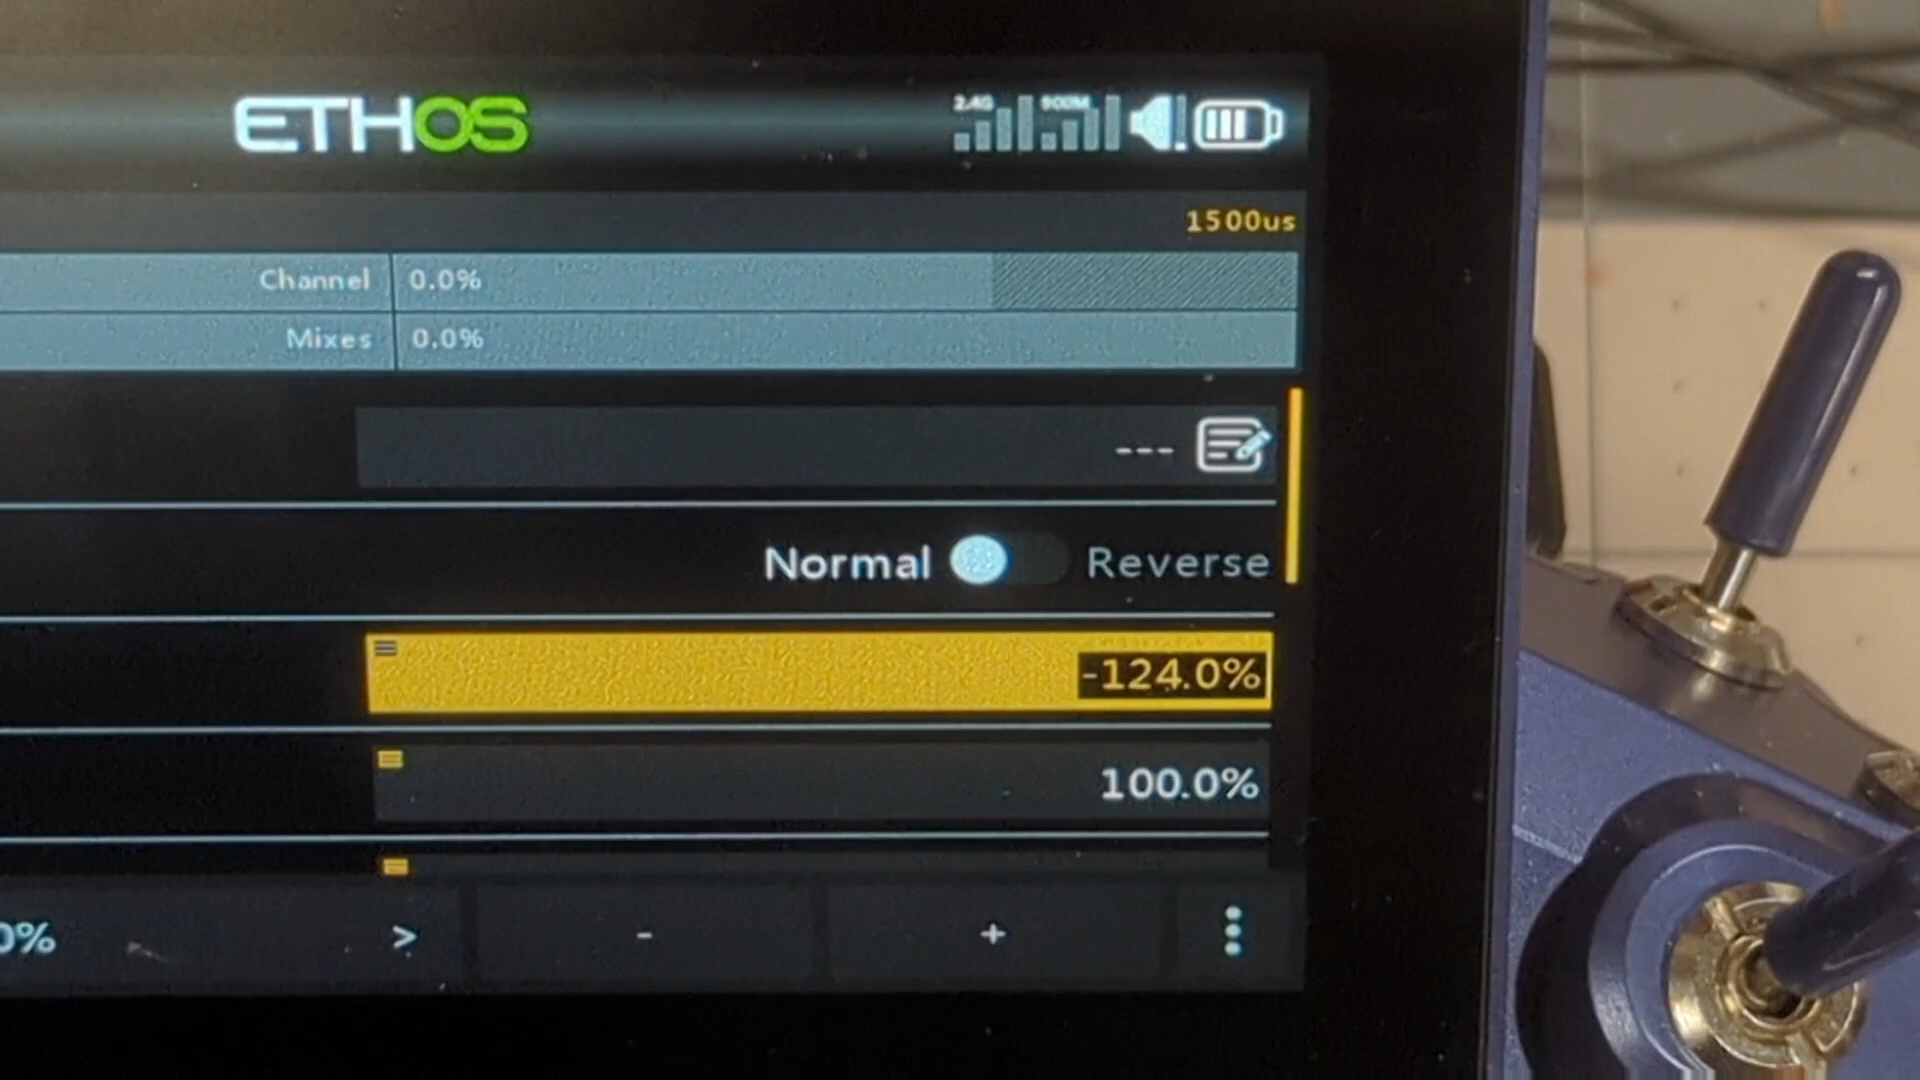 ETHOS
2.4G 900M
1500us
Channel 0.0%
Mixes 0.0%
---
Normal Reverse
-124.0%
100.0%
0% > - +